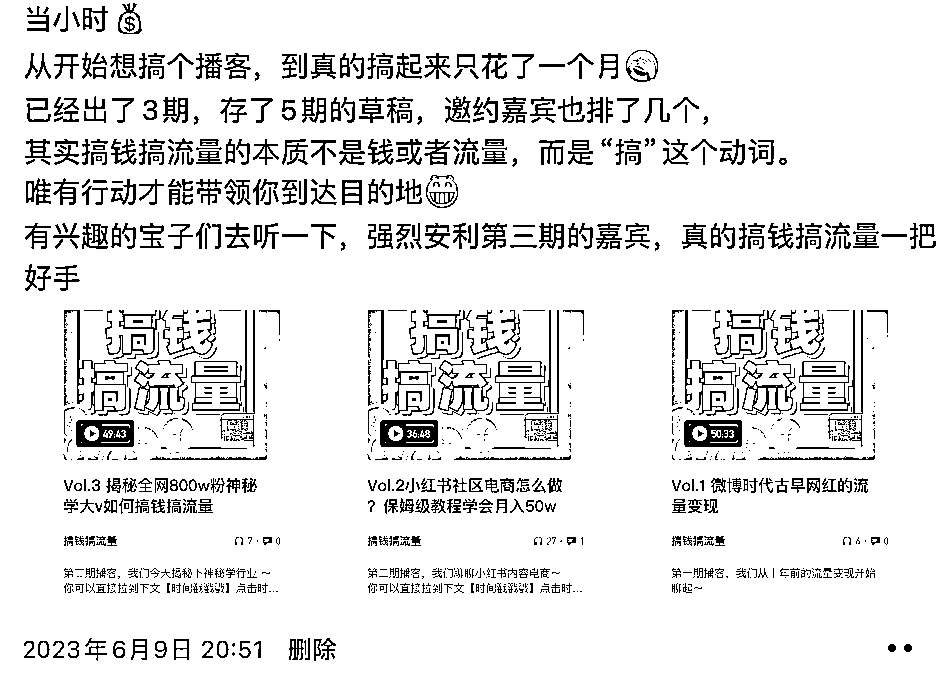 当小时💰
从开始想搞个播客，到真的搞起来只花了一个月
已经出了3期，存了5期的草稿，邀约嘉宾也排了几个，
其实搞钱搞流量的本质不是钱或者流量，而是“搞”这个动词。
唯有行动才能带领你到达目的地😁
有兴趣的宝子们去听一下，强烈安利第三期的嘉宾，真的搞钱搞流量一把
好手
搞钱
搞流量
49:43
Vol.3 揭秘全网800w粉神秘
学大v如何搞钱搞流量
搞钱搞流量 7 · 0
第三期播客，我们今天揭秘下神秘学行业～
你可以直接拉到下文【时间戳戳戳】点击时...
搞钱
搞流量
36:48
Vol.2小红书社区电商怎么做
？保姆级教程学会月入50w
搞钱搞流量 27 · 1
第二期播客，我们聊聊小红书内容电商～
你可以直接拉到下文【时间戳戳戳】点击时...
搞钱
搞流量
50:33
Vol.1 微博时代古早网红的流
量变现
搞钱搞流量 6 · 0
第一期播客，我们从十年前的流量变现开始
聊起～
2023年6月9日 20:51 删除